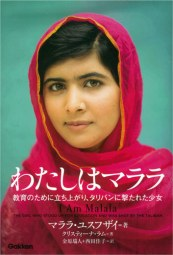 わたしはマララ
教育のために立ち上がり、タリバンに撃たれた少女
I Am Malala
マララ・ユスフザイ 著
クリスティーナ・ラム
金原瑞人+西田佳子 訳
Gakken